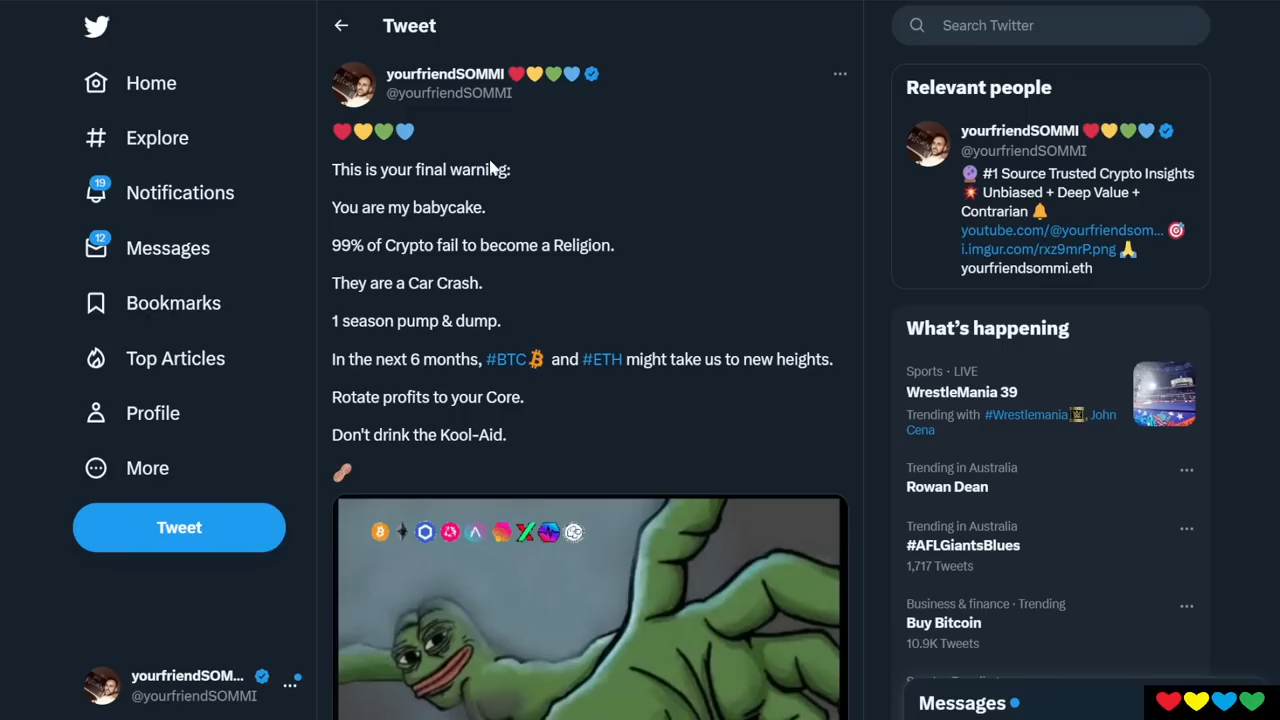 Home
Explore
19
Notifications
12
Messages
Bookmarks
Top Articles
Profile
More
Tweet
yourfriendSOM...
@yourfriendSOMMI
Tweet
yourfriendSOMMI
@yourfriendSOMMI
This is your final warning:
You are my babycake.
99% of Crypto fail to become a Religion.
They are a Car Crash.
1 season pump & dump.
In the next 6 months, #BTC and #ETH might take us to new heights.
Rotate profits to your Core.
Don't drink the Kool-Aid.
Search Twitter
Relevant people
yourfriendSOMMI
@yourfriendSOMMI
#1 Source Trusted Crypto Insights
Unbiased + Deep Value +
Contrarian
youtube.com/@yourfriendsom...
i.imgur.com/rxz9mrP.png
yourfriendsommi.eth
What's happening
Sports · LIVE
WrestleMania 39
Trending with #Wrestlemania, John
Cena
Trending in Australia
Rowan Dean
Trending in Australia
#AFLGiantsBlues
1,717 Tweets
Business & finance · Trending
Buy Bitcoin
10.9K Tweets
Messages